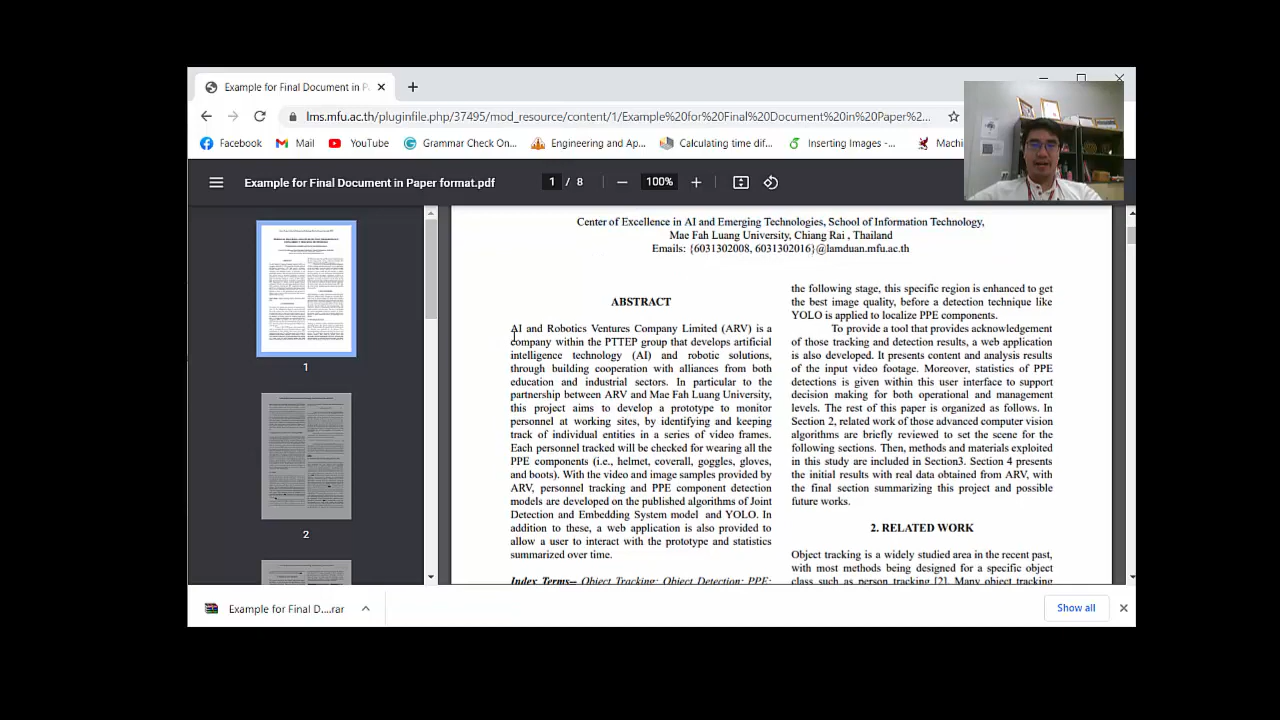 Example for Final Document in P
lms.mfu.ac.th/pluginfile.php/37495/mod_resource/content/1/Example%20for%20Final%20Document%20in%20Paper%2...
Facebook Mail YouTube Grammar Check On... Engineering and Ap... Calculating time dif... Inserting Images -... Machi
Example for Final Document in Paper format.pdf 1 / 8 100%
1
2
Center of Excellence in AI and Emerging Technologies, School of Information Technology,
Mae Fah Luang University, Chiang Rai , Thailand
Emails: {6031302008, 6031302016}@lamduan.mfu.ac.th
ABSTRACT
AI and Robotics Ventures Company Limited (ARV) is a
company within the PTTEP group that develops artificial
intelligence technology (AI) and robotic solutions,
through building cooperation with alliances from both
education and industrial sectors. In particular to the
partnership between ARV and Mae Fah Luang University,
this project aims to develop a prototype to monitor
personnel at working sites, by identifying and keeping
track of individual entities in a series of video frames.
Each personnel tracked will be checked for wearing all the
PPE components (i.e., helmet, coverall, goggles, gloves,
and boots). With the video and image samples provided by
ARV, personnel tracking and PPE component detection
models are developed on the published algorithms of Joint
Detection and Embedding System model and YOLO. In
addition to these, a web application is also provided to
allow a user to interact with the prototype and statistics
summarized over time.
Index Terms— Object Tracking; Object Detection; PPE;
the following stage, this specific region is enhanced to get
the best image quality, before a detection technique like
YOLO is applied to localize PPE components.
To provide a tool that provides acknowledgement
of those tracking and detection results, a web application
is also developed. It presents content and analysis results
of the input video footage. Moreover, statistics of PPE
detections is given within this user interface to support
decision making for both operational and management
levels. The rest of this paper is organized as follows. In
Section 2, related work of those advanced computer vision
algorithms are briefly reviewed to set the scene for the
following sections. Then, methods and materials exploited
in this study are included in Section3. Section 4 presents
the initial results with real data obtained from ARV, with
the final section summarizing this project and possible
future works.
2. RELATED WORK
Object tracking is a widely studied area in the recent past,
with most methods being designed for a specific object
class such as person tracking [2]. Many object tracking
Example for Final D....rar
Show all